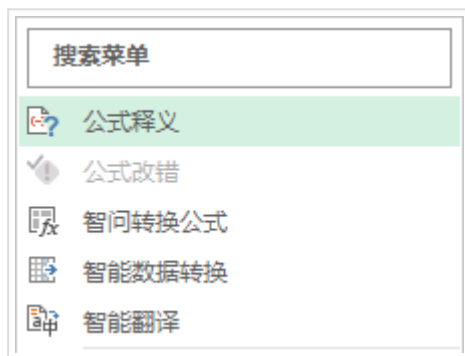 搜索菜单
公式释义
公式改错
智问转换公式
智能数据转换
智能翻译